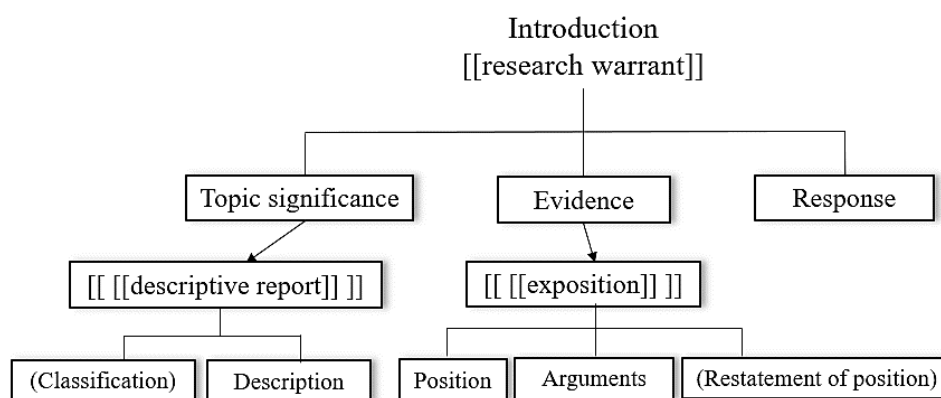 Introduction
[[research warrant]]
Topic significance
Evidence
Response
[[ [[descriptive report]] ]]
[[ [[exposition]] ]]
(Classification)
Description
Position
Arguments
(Restatement of position)